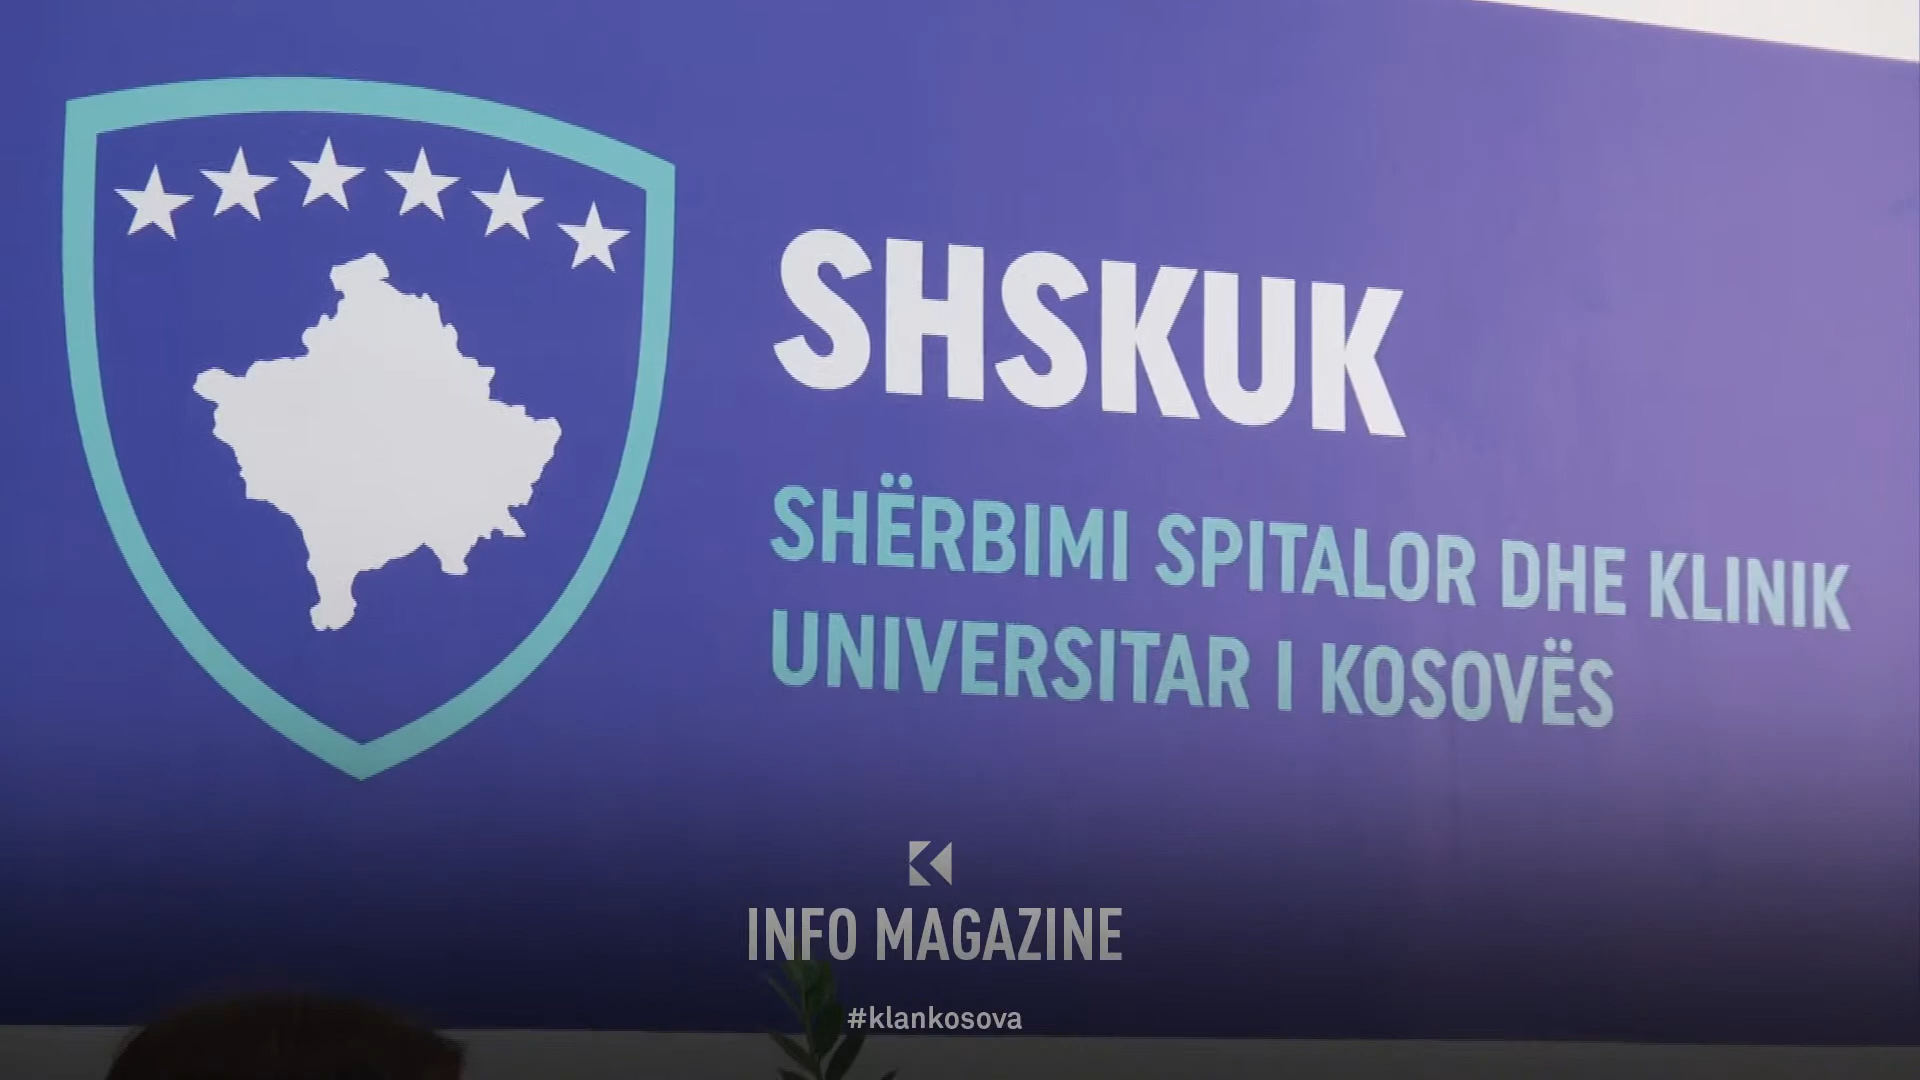 SHSKUK
SHËRBIMI SPITALOR DHE KLINIK
UNIVERSITAR I KOSOVËS
INFO MAGAZINE
#klankosova